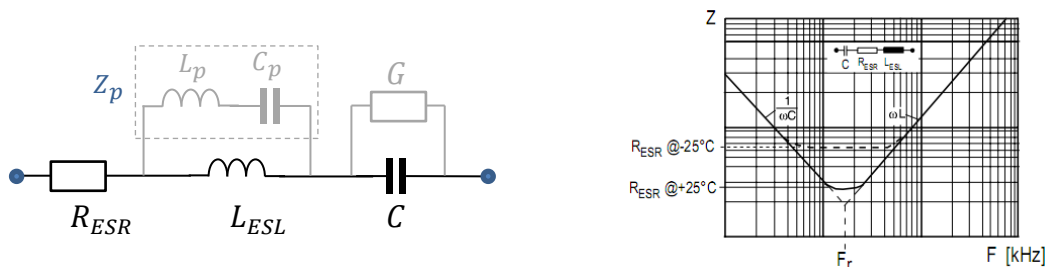 Z_p
L_p
C_p
G
R_ESR
L_ESL
C
Z
C
R_ESR
L_ESL
1/ωC
ωL
R_ESR @-25°C
R_ESR @+25°C
F_r
F [kHz]